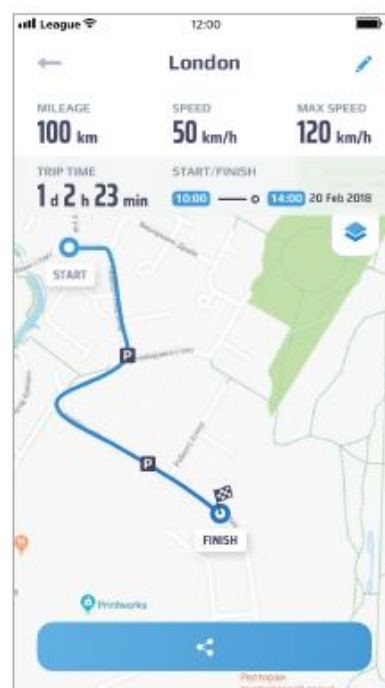 League 12:00
London
MILEAGE SPEED MAX SPEED
100 km 50 km/h 120 km/h
TRIP TIME START/FINISH
1 d 2 h 23 min 10:00 14:00 20 Feb 2018
START
P
P
FINISH
Printworks
Ресторан